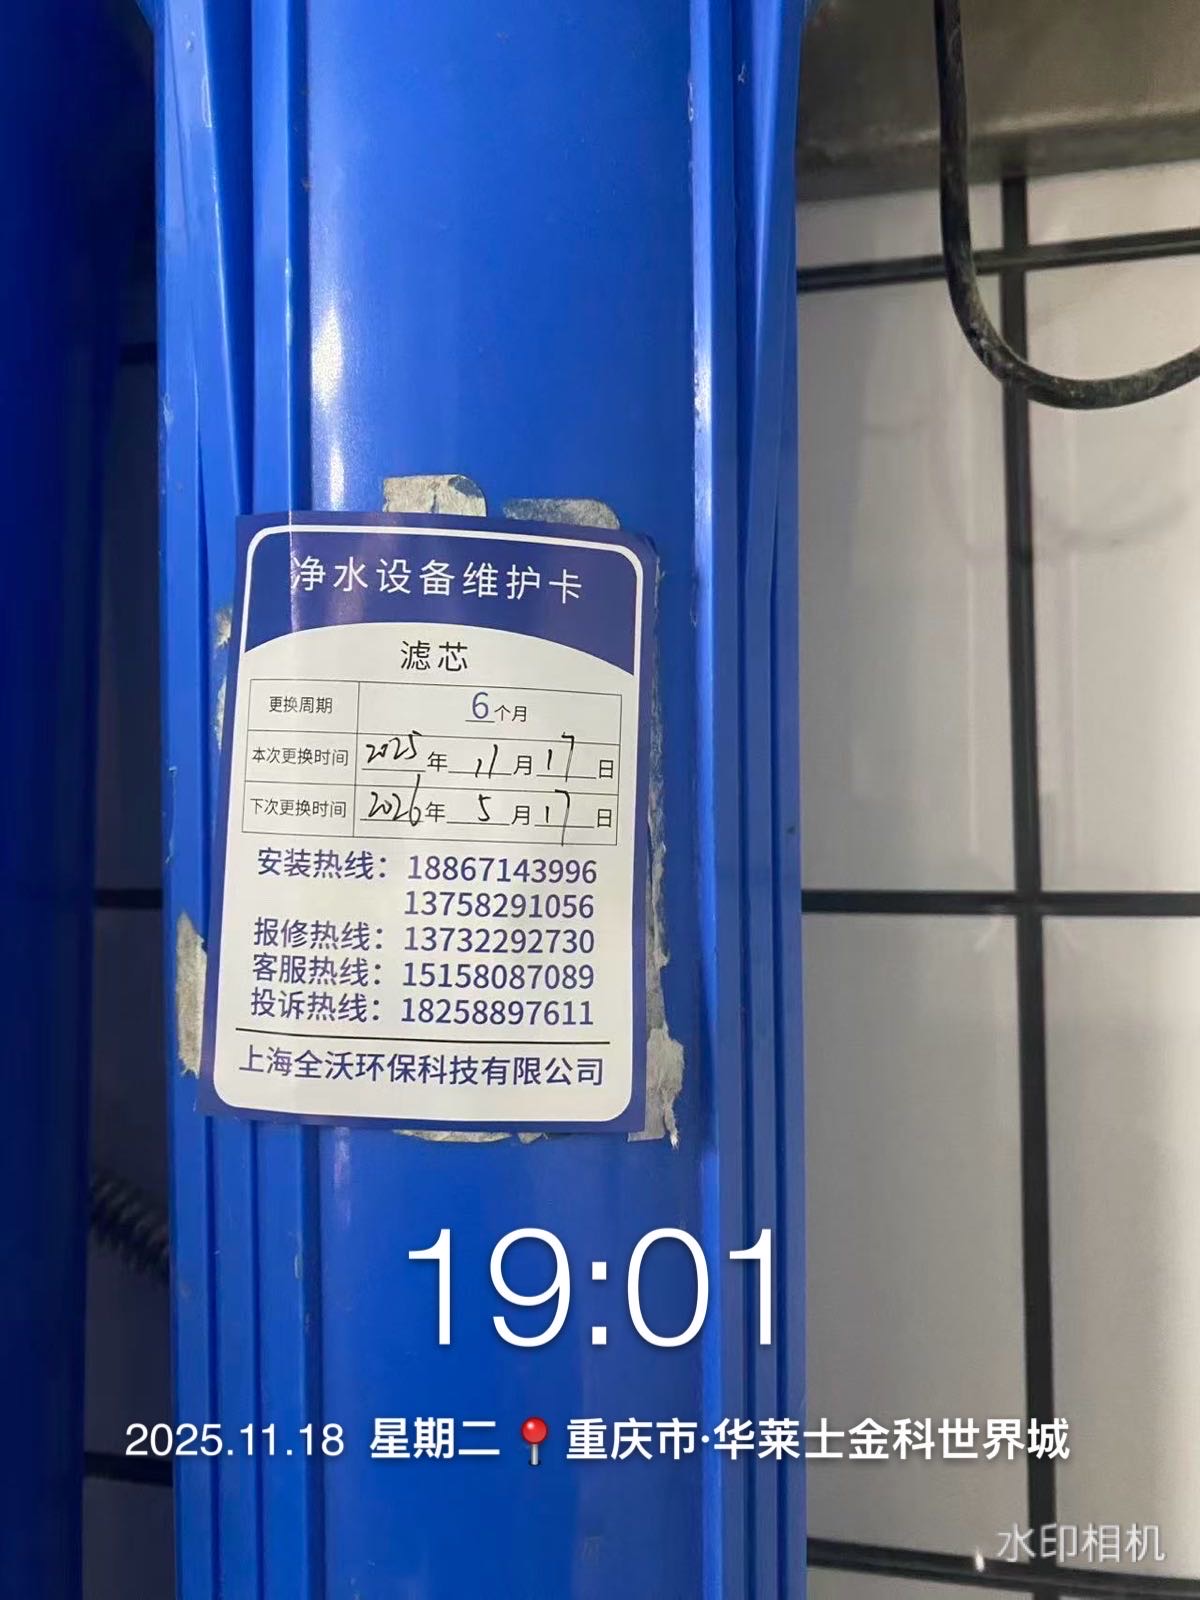 净水设备维护卡
滤芯
更换周期 6个月
本次更换时间 2025年11月17日
下次更换时间 2026年5月17日
安装热线：18867143996
13758291056
报修热线：13732292730
客服热线：15158087089
投诉热线：18258897611
上海全沃环保科技有限公司
19:01
2025.11.18 星期二📍重庆市·华莱士金科世界城
水印相机